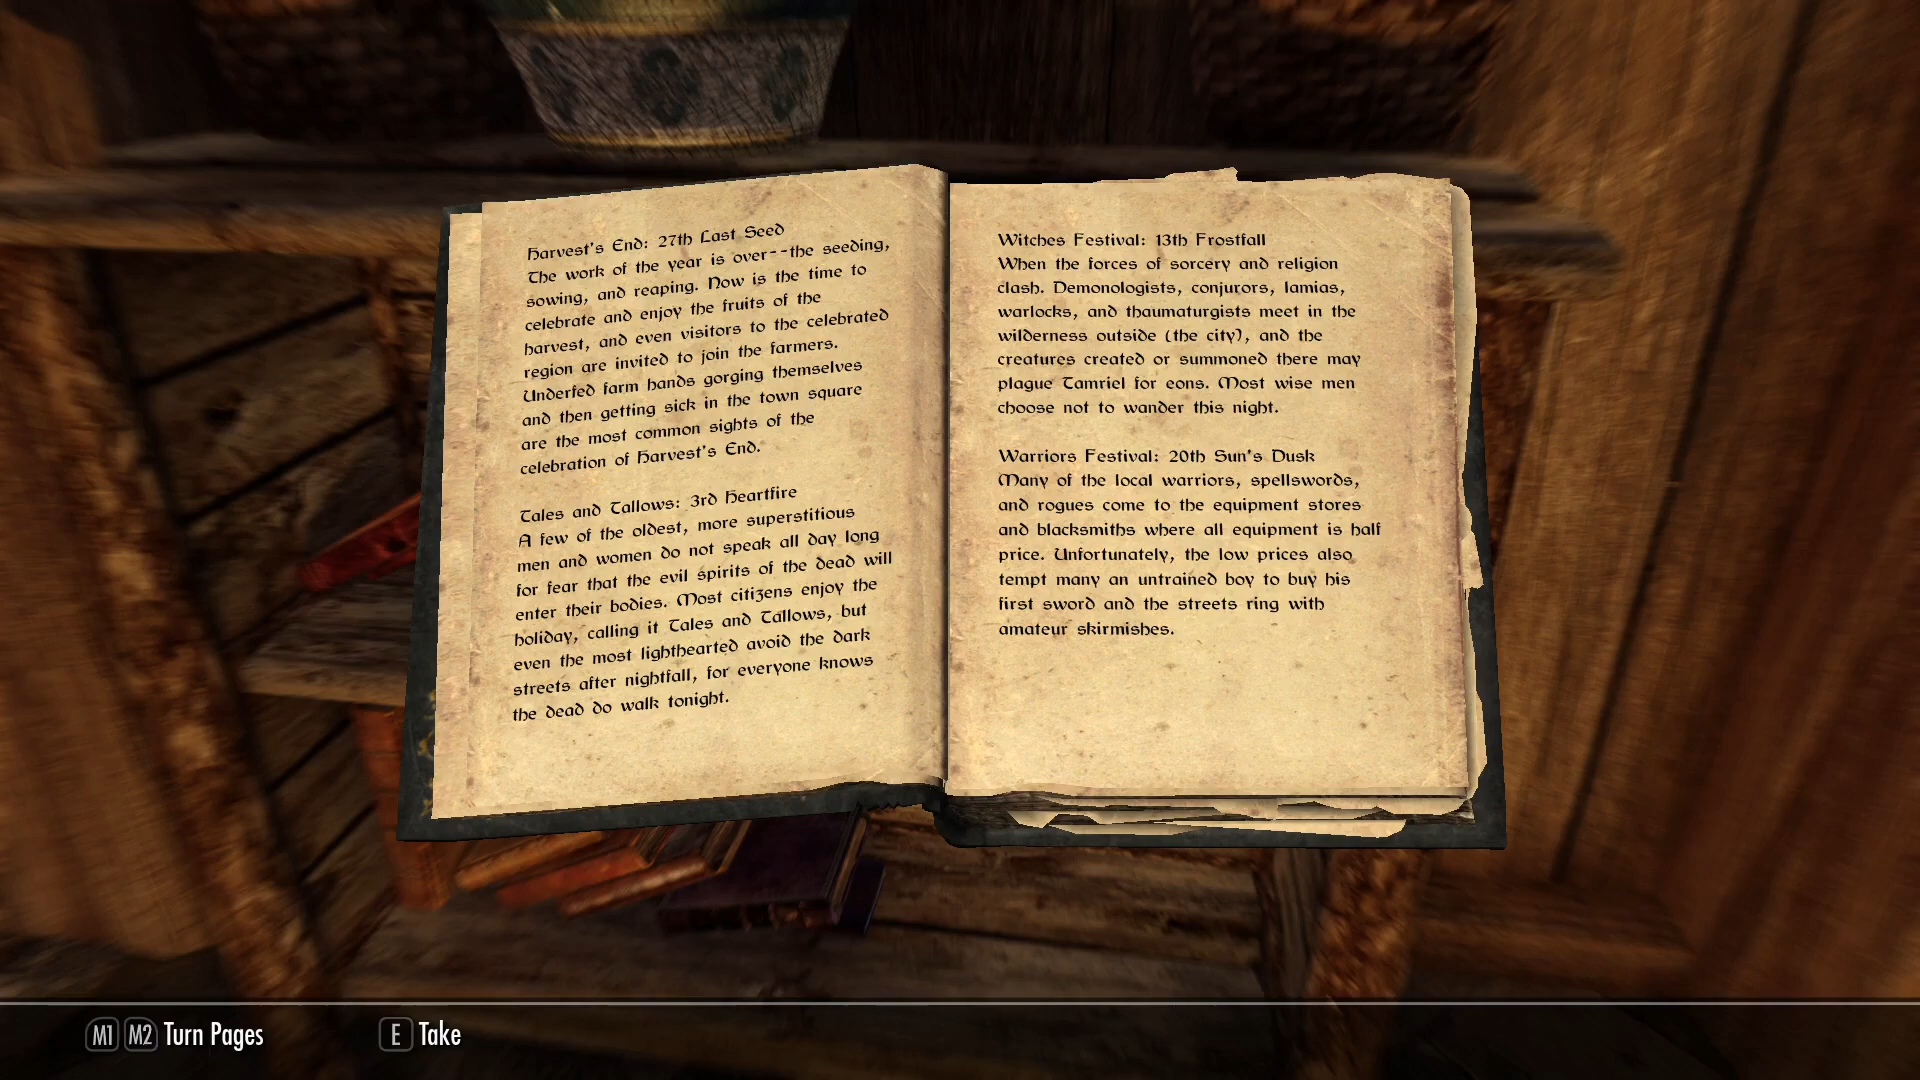 Harvest's End: 27th Last Seed
The work of the year is over--the seeding,
sowing, and reaping. Now is the time to
celebrate and enjoy the fruits of the
harvest, and even visitors to the celebrated
region are invited to join the farmers.
Underfed farm hands gorging themselves
and then getting sick in the town square
are the most common sights of the
celebration of Harvest's End.
Tales and Tallows: 3rd Heartfire
A few of the oldest, more superstitious
men and women do not speak all day long
for fear that the evil spirits of the dead will
enter their bodies. Most citizens enjoy the
holiday, calling it Tales and Tallows, but
even the most lighthearted avoid the dark
streets after nightfall, for everyone knows
the dead do walk tonight.
Witches Festival: 13th Frostfall
When the forces of sorcery and religion
clash. Demonologists, conjurors, lamias,
warlocks, and thaumaturgists meet in the
wilderness outside (the city), and the
creatures created or summoned there may
plague Tamriel for eons. Most wise men
choose not to wander this night.
Warriors Festival: 20th Sun's Dusk
Many of the local warriors, spellswords,
and rogues come to the equipment stores
and blacksmiths where all equipment is half
price. Unfortunately, the low prices also
tempt many an untrained boy to buy his
first sword and the streets ring with
amateur skirmishes.
M1 M2 Turn Pages
E Take